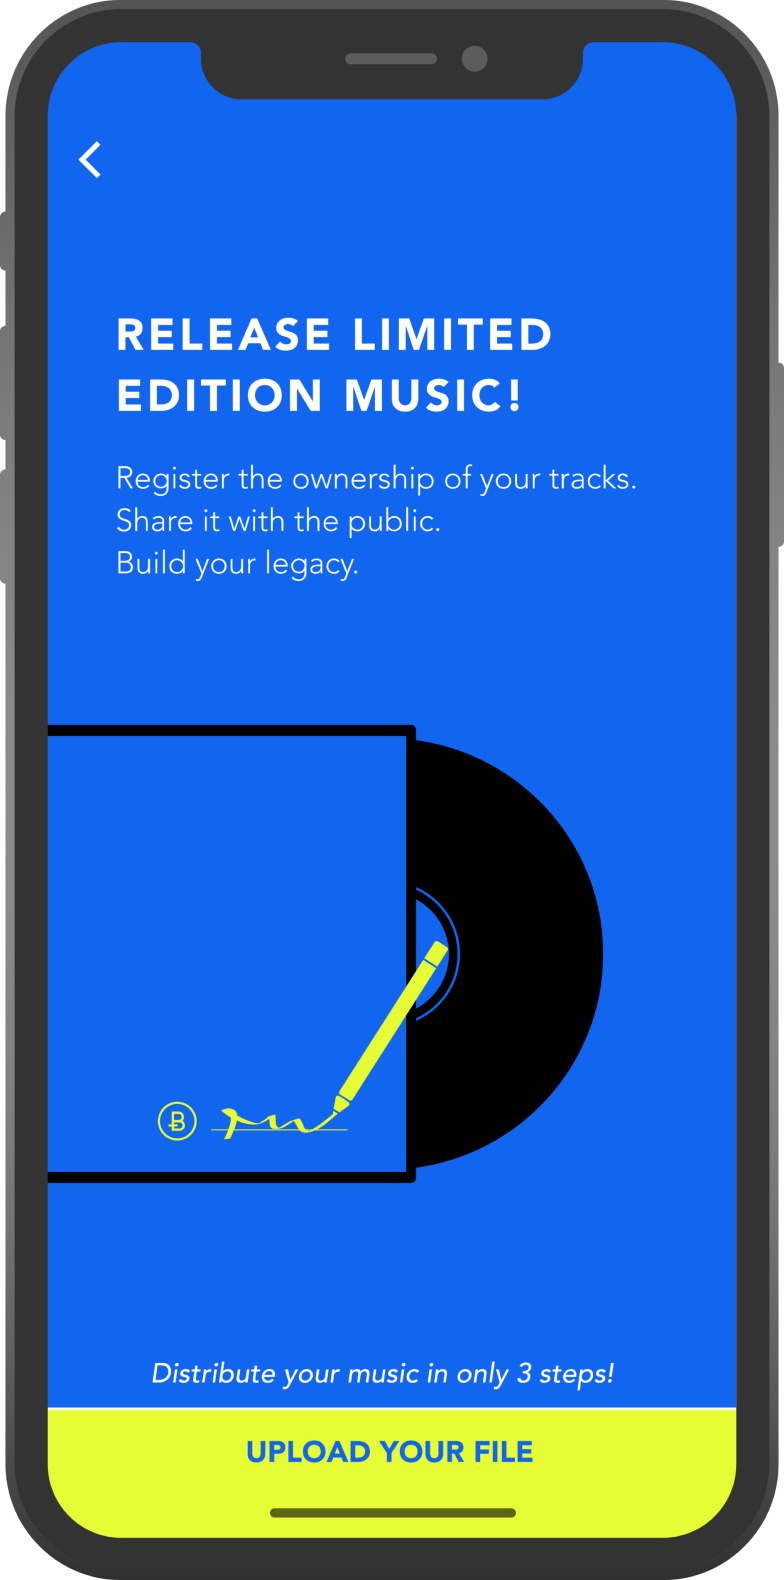 RELEASE LIMITED
EDITION MUSIC!
Register the ownership of your tracks.
Share it with the public.
Build your legacy.
Distribute your music in only 3 steps!
UPLOAD YOUR FILE